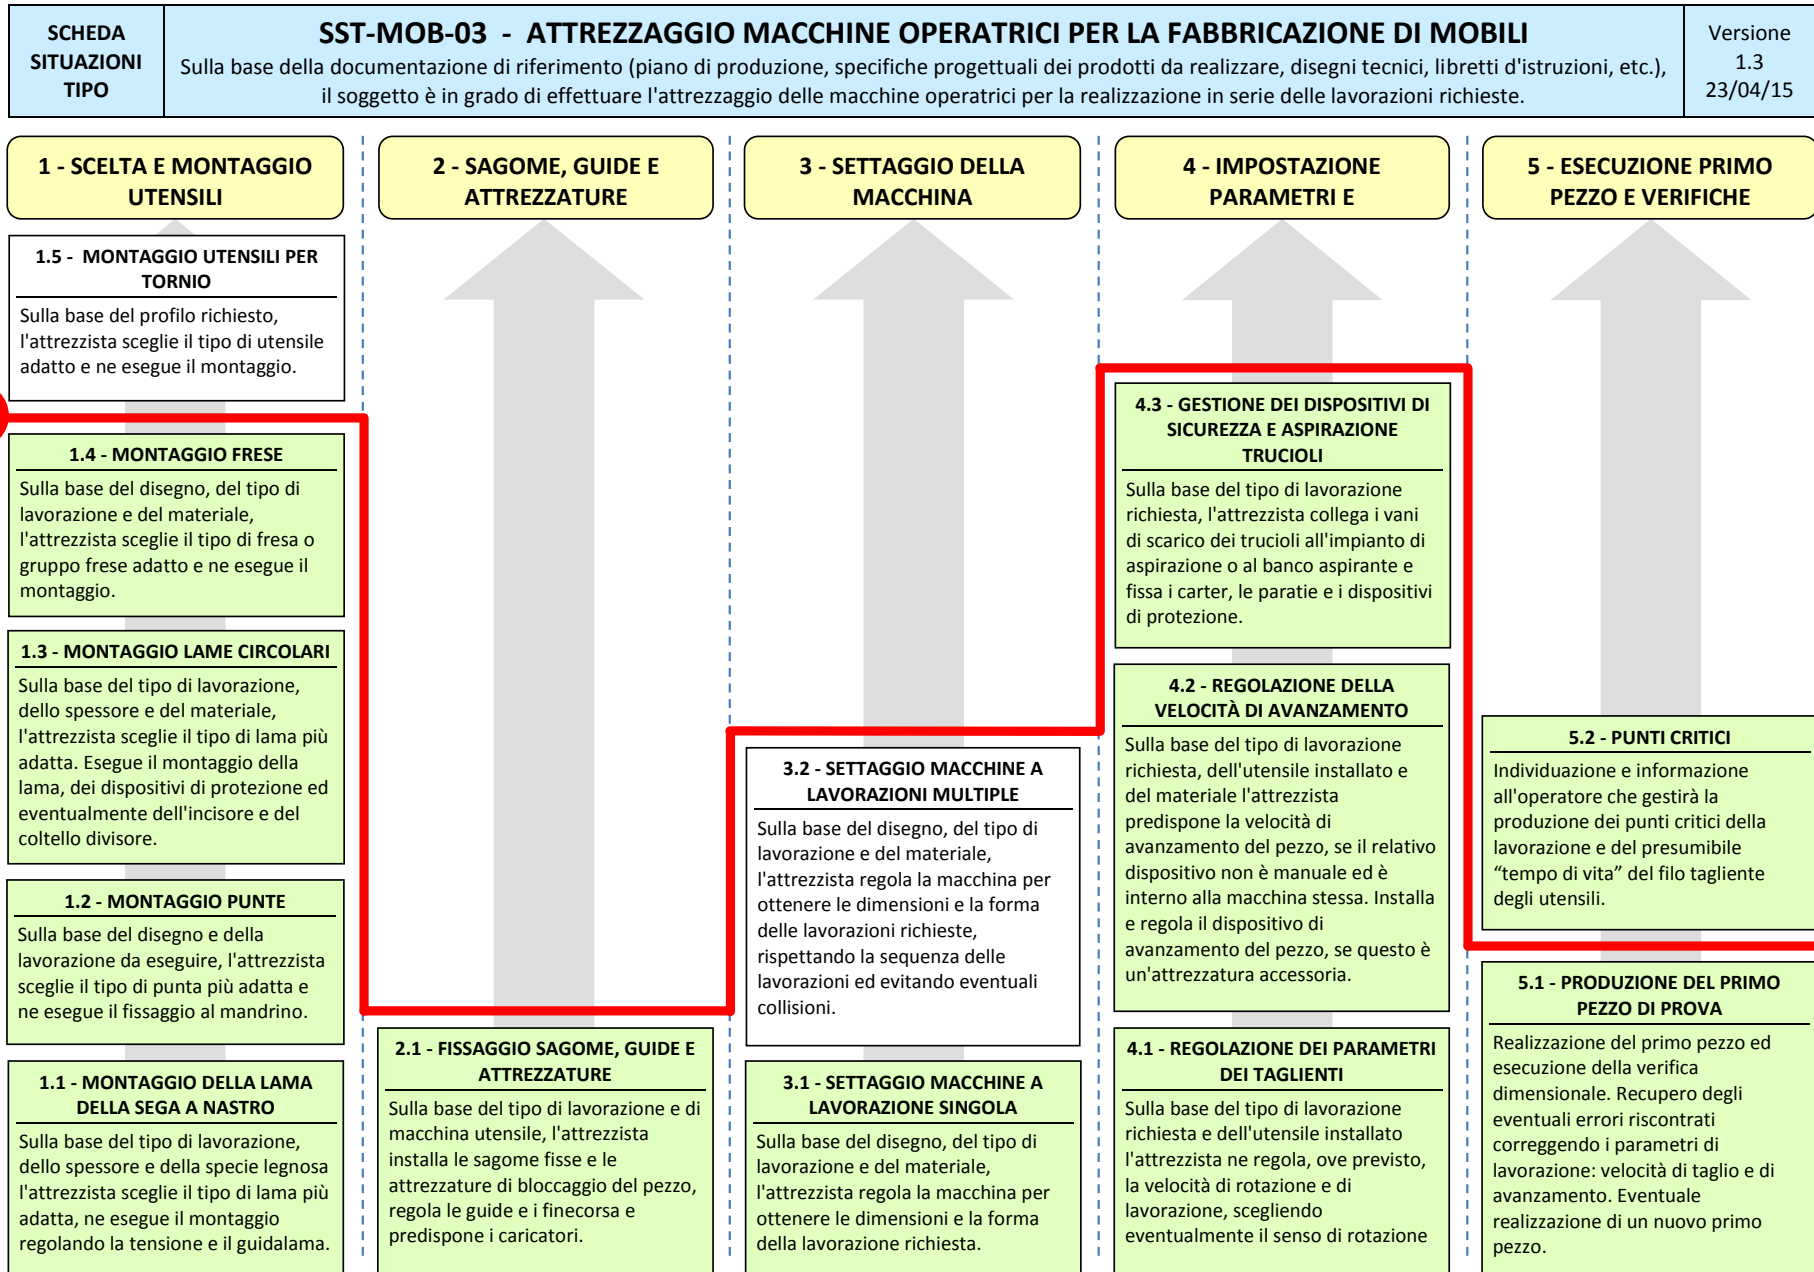 SCHEDA
SITUAZIONI
TIPO
SST-MOB-03 - ATTREZZAGGIO MACCHINE OPERATRICI PER LA FABBRICAZIONE DI MOBILI
Sulla base della documentazione di riferimento (piano di produzione, specifiche progettuali dei prodotti da realizzare, disegni tecnici, libretti d'istruzioni, etc.),
il soggetto è in grado di effettuare l'attrezzaggio delle macchine operatrici per la realizzazione in serie delle lavorazioni richieste.
Versione
1.3
23/04/15
1 - SCELTA E MONTAGGIO
UTENSILI
1.5 - MONTAGGIO UTENSILI PER
TORNIO
Sulla base del profilo richiesto,
l'attrezzista sceglie il tipo di utensile
adatto e ne esegue il montaggio.
1.4 - MONTAGGIO FRESE
Sulla base del disegno, del tipo di
lavorazione e del materiale,
l'attrezzista sceglie il tipo di fresa o
gruppo frese adatto e ne esegue il
montaggio.
1.3 - MONTAGGIO LAME CIRCOLARI
Sulla base del tipo di lavorazione,
dello spessore e del materiale,
l'attrezzista sceglie il tipo di lama più
adatta. Esegue il montaggio della
lama, dei dispositivi di protezione ed
eventualmente dell'incisore e del
coltello divisore.
1.2 - MONTAGGIO PUNTE
Sulla base del disegno e della
lavorazione da eseguire, l'attrezzista
sceglie il tipo di punta più adatta e
ne esegue il fissaggio al mandrino.
1.1 - MONTAGGIO DELLA LAMA
DELLA SEGA A NASTRO
Sulla base del tipo di lavorazione,
dello spessore e della specie legnosa
l'attrezzista sceglie il tipo di lama più
adatta, ne esegue il montaggio
regolando la tensione e il guidalama.
2 - SAGOME, GUIDE E
ATTREZZATURE
2.1 - FISSAGGIO SAGOME, GUIDE E
ATTREZZATURE
Sulla base del tipo di lavorazione e di
macchina utensile, l'attrezzista
installa le sagome fisse e le
attrezzature di bloccaggio del pezzo,
regola le guide e i finecorsa e
predispone i caricatori.
3 - SETTAGGIO DELLA
MACCHINA
3.2 - SETTAGGIO MACCHINE A
LAVORAZIONI MULTIPLE
Sulla base del disegno, del tipo di
lavorazione e del materiale,
l'attrezzista regola la macchina per
ottenere le dimensioni e la forma
delle lavorazioni richieste,
rispettando la sequenza delle
lavorazioni ed evitando eventuali
collisioni.
3.1 - SETTAGGIO MACCHINE A
LAVORAZIONE SINGOLA
Sulla base del disegno, del tipo di
lavorazione e del materiale,
l'attrezzista regola la macchina per
ottenere le dimensioni e la forma
della lavorazione richiesta.
4 - IMPOSTAZIONE
PARAMETRI E
4.3 - GESTIONE DEI DISPOSITIVI DI
SICUREZZA E ASPIRAZIONE
TRUCIOLI
Sulla base del tipo di lavorazione
richiesta, l'attrezzista collega i vani
di scarico dei trucioli all'impianto di
aspirazione o al banco aspirante e
fissa i carter, le paratie e i dispositivi
di protezione.
4.2 - REGOLAZIONE DELLA
VELOCITÀ DI AVANZAMENTO
Sulla base del tipo di lavorazione
richiesta, dell'utensile installato e
del materiale l'attrezzista
predispone la velocità di
avanzamento del pezzo, se il relativo
dispositivo non è manuale ed è
interno alla macchina stessa. Installa
e regola il dispositivo di
avanzamento del pezzo, se questo è
un'attrezzatura accessoria.
4.1 - REGOLAZIONE DEI PARAMETRI
DEI TAGLIENTI
Sulla base del tipo di lavorazione
richiesta e dell'utensile installato
l'attrezzista ne regola, ove previsto,
la velocità di rotazione e di
lavorazione, scegliendo
eventualmente il senso di rotazione
5 - ESECUZIONE PRIMO
PEZZO E VERIFICHE
5.2 - PUNTI CRITICI
Individuazione e informazione
all'operatore che gestirà la
produzione dei punti critici della
lavorazione e del presumibile
“tempo di vita” del filo tagliente
degli utensili.
5.1 - PRODUZIONE DEL PRIMO
PEZZO DI PROVA
Realizzazione del primo pezzo ed
esecuzione della verifica
dimensionale. Recupero degli
eventuali errori riscontrati
correggendo i parametri di
lavorazione: velocità di taglio e di
avanzamento. Eventuale
realizzazione di un nuovo primo
pezzo.